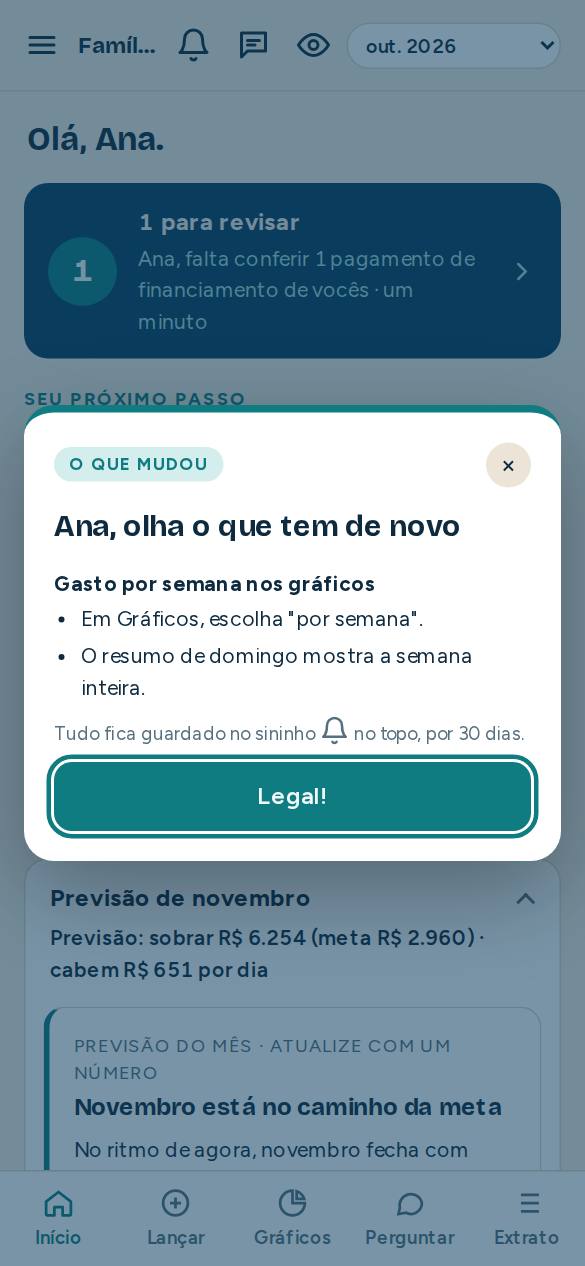 Famíl...
out. 2026
Olá, Ana.
1
1 para revisar
Ana, falta conferir 1 pagamento de
financiamento de vocês · um
minuto
SEU PRÓXIMO PASSO
O QUE MUDOU
×
Ana, olha o que tem de novo
Gasto por semana nos gráficos
• Em Gráficos, escolha "por semana".
• O resumo de domingo mostra a semana
inteira.
Tudo fica guardado no sininho no topo, por 30 dias.
Legal!
Previsão de novembro
Previsão: sobrar R$ 6.254 (meta R$ 2.960) ·
cabem R$ 651 por dia
PREVISÃO DO MÊS · ATUALIZE COM UM
NÚMERO
Novembro está no caminho da meta
No ritmo de agora, novembro fecha com
Início
Lançar
Gráficos
Perguntar
Extrato